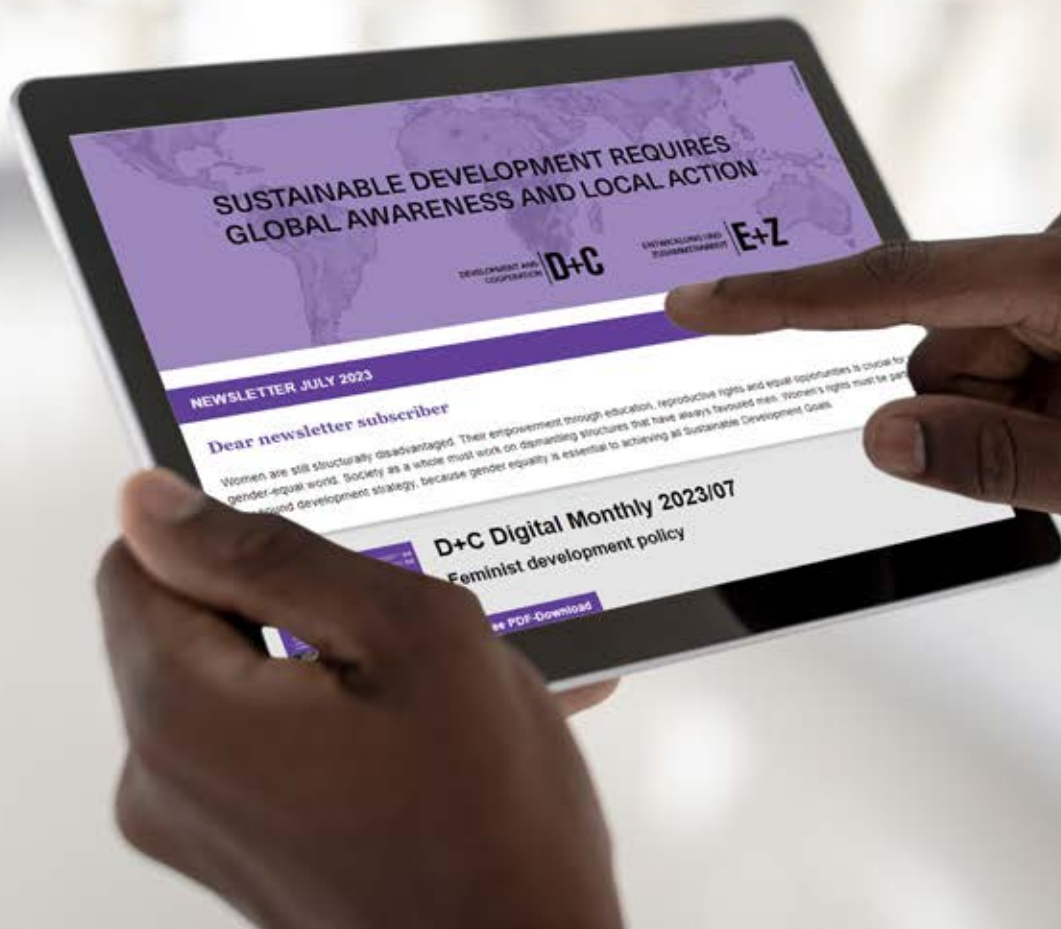 SUSTAINABLE DEVELOPMENT REQUIRES
GLOBAL AWARENESS AND LOCAL ACTION
DEVELOPMENT AND
COOPERATION
D+C
ENTWICKLUNG UND
ZUSAMMENARBEIT
E+Z
NEWSLETTER JULY 2023
Dear newsletter subscriber
Women are still structurally disadvantaged. Their empowerment through education, reproductive rights and equal opportunities is crucial for
gender-equal world. Society as a whole must work on dismantling structures that have always favoured men. Women's rights must be
development strategy, because gender equality is essential to achieving all Sustainable Development Goals.
D+C Digital Monthly 2023/07
Feminist development policy
PDF-Download